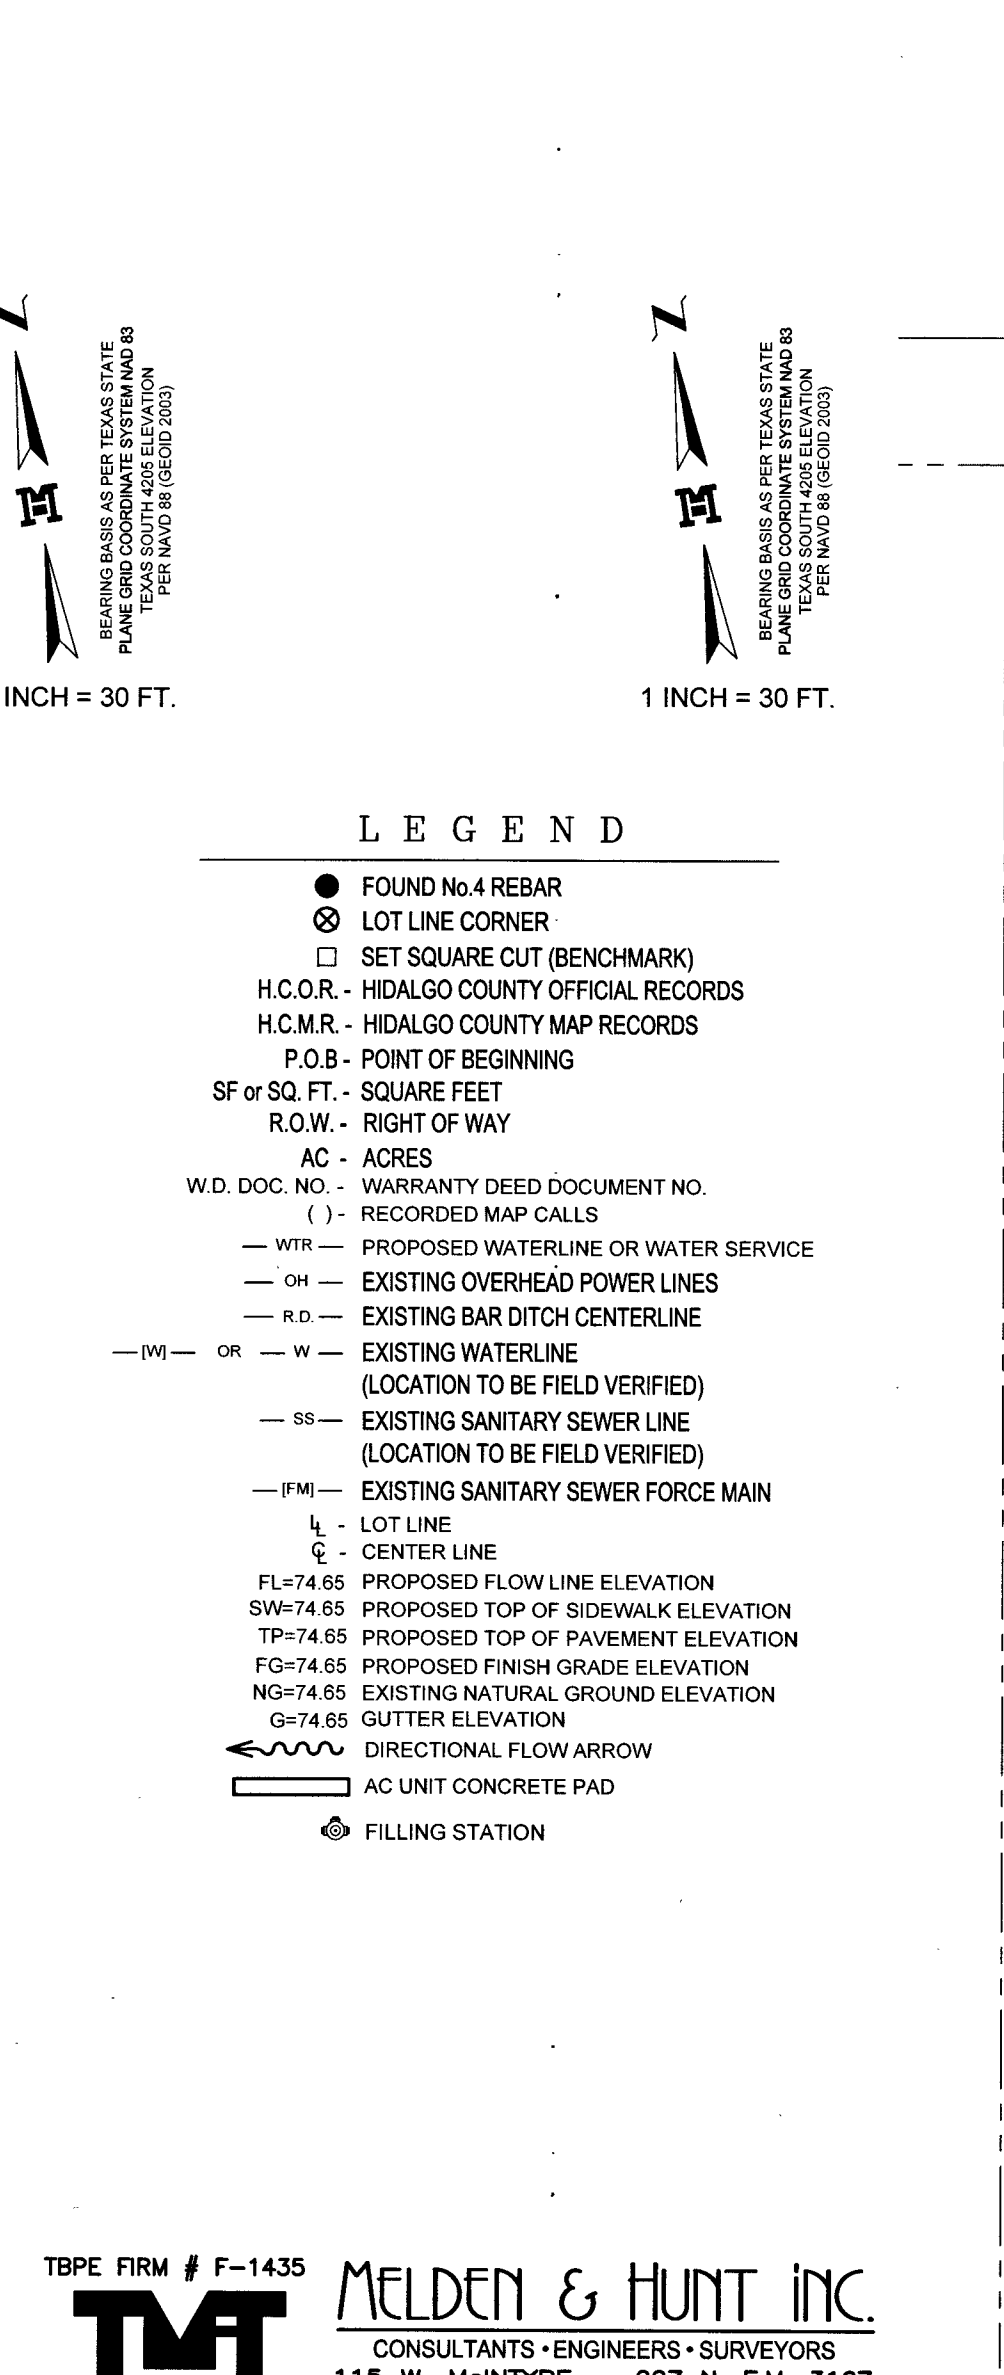 N
BEARING BASIS AS PER TEXAS STATE
PLANE GRID COORDINATE SYSTEM NAD 83
TEXAS SOUTH 4205 ELEVATION
PER NAVD 88 (GEOID 2003)
INCH = 30 FT.
N
BEARING BASIS AS PER TEXAS STATE
PLANE GRID COORDINATE SYSTEM NAD 83
TEXAS SOUTH 4205 ELEVATION
PER NAVD 88 (GEOID 2003)
1 INCH = 30 FT.
LEGEND
FOUND No.4 REBAR
LOT LINE CORNER
SET SQUARE CUT (BENCHMARK)
H.C.O.R. - HIDALGO COUNTY OFFICIAL RECORDS
H.C.M.R. - HIDALGO COUNTY MAP RECORDS
P.O.B - POINT OF BEGINNING
SF or SQ. FT. - SQUARE FEET
R.O.W. - RIGHT OF WAY
AC - ACRES
W.D. DOC. NO. - WARRANTY DEED DOCUMENT NO.
( ) - RECORDED MAP CALLS
— WTR — PROPOSED WATERLINE OR WATER SERVICE
— OH — EXISTING OVERHEAD POWER LINES
— R.D. — EXISTING BAR DITCH CENTERLINE
—[W]— OR — W — EXISTING WATERLINE
(LOCATION TO BE FIELD VERIFIED)
— SS — EXISTING SANITARY SEWER LINE
(LOCATION TO BE FIELD VERIFIED)
—[FM]— EXISTING SANITARY SEWER FORCE MAIN
LL - LOT LINE
CL - CENTER LINE
FL=74.65 PROPOSED FLOW LINE ELEVATION
SW=74.65 PROPOSED TOP OF SIDEWALK ELEVATION
TP=74.65 PROPOSED TOP OF PAVEMENT ELEVATION
FG=74.65 PROPOSED FINISH GRADE ELEVATION
NG=74.65 EXISTING NATURAL GROUND ELEVATION
G=74.65 GUTTER ELEVATION
DIRECTIONAL FLOW ARROW
AC UNIT CONCRETE PAD
FILLING STATION
TBPE FIRM # F-1435
MELDEN & HUNT INC.
CONSULTANTS • ENGINEERS • SURVEYORS
115 W. McINTYRE